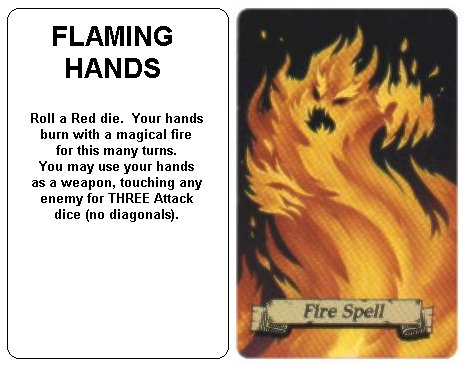 FLAMING
HANDS
Roll a Red die.  Your hands
burn with a magical fire
for this many turns.
You may use your hands
as a weapon, touching any
enemy for THREE Attack
dice (no diagonals).
Fire Spell